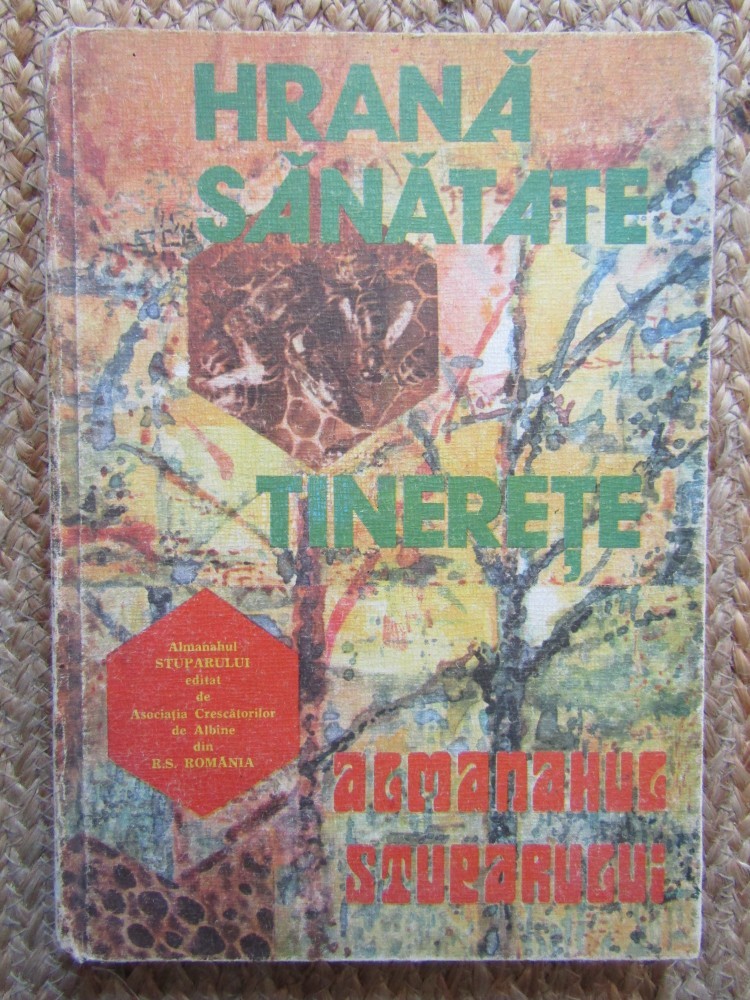 HRANĂ
SĂNĂTATE
TINEREȚE
Almanahul
STUPARULUI
editat
de
Asociația Crescătorilor
de Albine
din
R.S. ROMÂNIA
ALMANAHUL
STUPARULUi